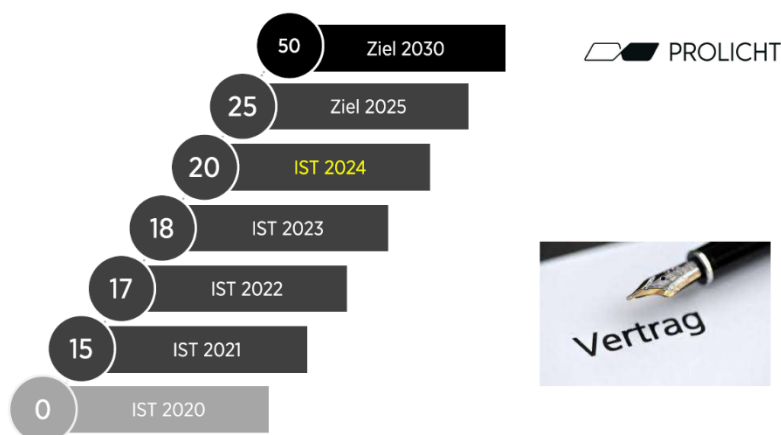 50 Ziel 2030
PROLICHT
25 Ziel 2025
20 IST 2024
18 IST 2023
17 IST 2022
Vertrag
15 IST 2021
0 IST 2020